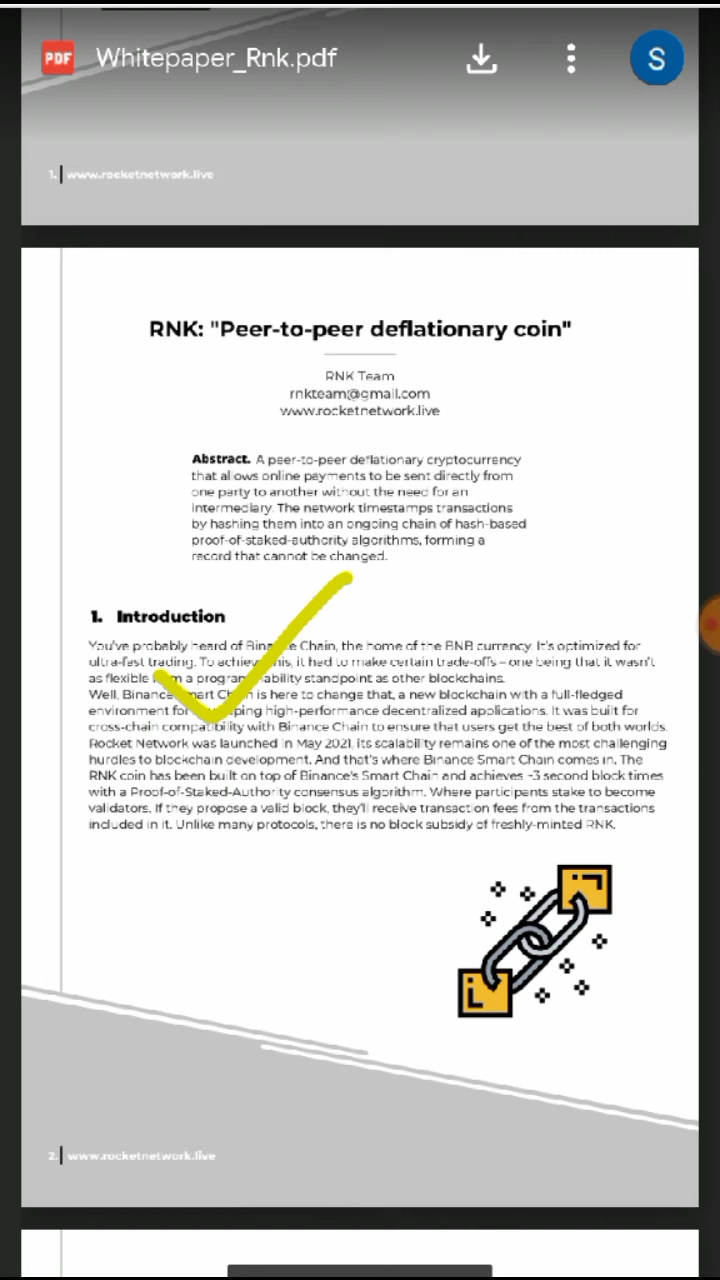 PDF Whitepaper_Rnk.pdf S
1. www.rocketnetwork.live
RNK: "Peer-to-peer deflationary coin"
RNK Team
rnkteam@gmail.com
www.rocketnetwork.live
Abstract. A peer-to-peer deflationary cryptocurrency
that allows online payments to be sent directly from
one party to another without the need for an
intermediary. The network timestamps transactions
by hashing them into an ongoing chain of hash-based
proof-of-staked-authority algorithms, forming a
record that cannot be changed.
1. Introduction
You've probably heard of Binance Chain, the home of the BNB currency. It's optimized for
ultra-fast trading. To achieve this, it had to make certain trade-offs – one being that it wasn't
as flexible from a programmability standpoint as other blockchains.
Well, Binance Smart Chain is here to change that, a new blockchain with a full-fledged
environment for developing high-performance decentralized applications. It was built for
cross-chain compatibility with Binance Chain to ensure that users get the best of both worlds.
Rocket Network was launched in May 2021, its scalability remains one of the most challenging
hurdles to blockchain development. And that's where Binance Smart Chain comes in. The
RNK coin has been built on top of Binance's Smart Chain and achieves ~3 second block times
with a Proof-of-Staked-Authority consensus algorithm. Where participants stake to become
validators. If they propose a valid block, they'll receive transaction fees from the transactions
included in it. Unlike many protocols, there is no block subsidy of freshly-minted RNK.
2. www.rocketnetwork.live